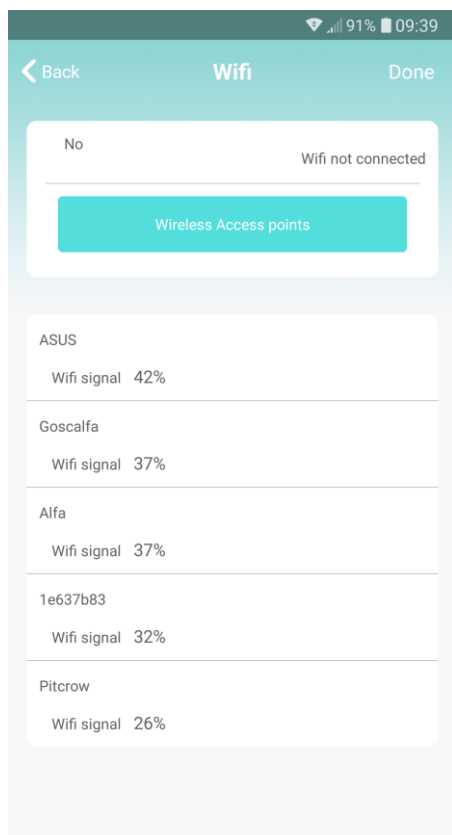 91% 09:39
Back Wifi Done
No
Wifi not connected
Wireless Access points
ASUS
Wifi signal 42%
Goscalfa
Wifi signal 37%
Alfa
Wifi signal 37%
1e637b83
Wifi signal 32%
Pitcrow
Wifi signal 26%